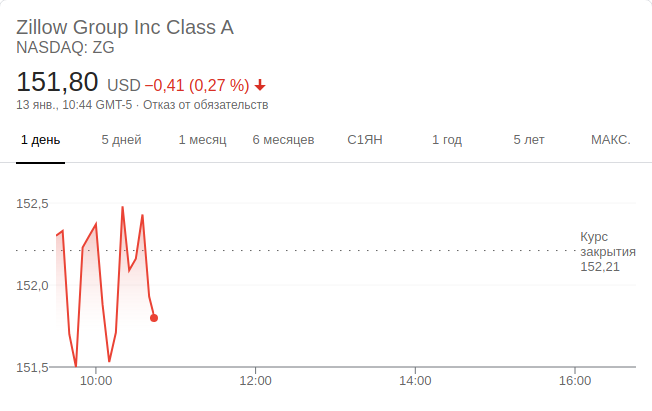 Zillow Group Inc Class A
NASDAQ: ZG
151,80 USD −0,41 (0,27 %)
13 янв., 10:44 GMT-5 · Отказ от обязательств
1 день 5 дней 1 месяц 6 месяцев С1ЯН 1 год 5 лет МАКС.
152,5
Курс
закрытия
152,21
152,0
151,5
10:00 12:00 14:00 16:00